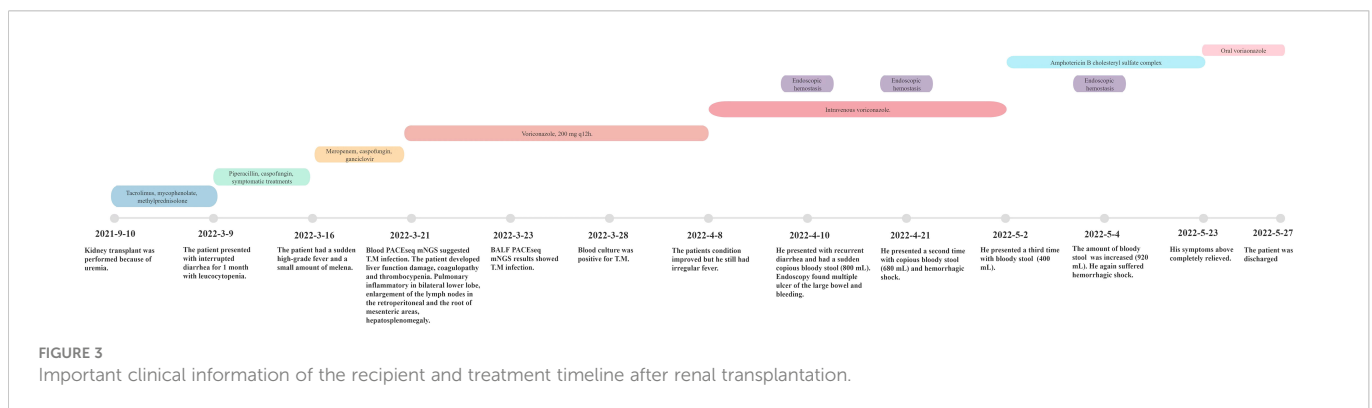 Oral voriaonazole
Amphotericin B cholesteryl sulfate complex
Endoscopic
hemostasis
Endoscopic
hemostasis
Endoscopic
hemostasis
Intravenous voriconazole.
Voriconazole, 200 mg q12h.
Meropenem, caspofungin,
ganciclovir
Piperacillin, caspofungin,
symptomatic treatments
Tacrolimus, mycophenolate,
methylprednisolone
2021-9-10
Kidney transplant was
performed because of
uremia.
2022-3-9
The patient presented
with interrupted
diarrhea for 1 month
with leucocytopenia.
2022-3-16
The patient had a sudden
high-grade fever and a
small amount of melena.
2022-3-21
Blood PACEseq mNGS suggested
T.M infection. The patient developed
liver function damage, coagulopathy
and thrombocypenia. Pulmonary
inflammatory in bilateral lower lobe,
enlargement of the lymph nodes in
the retroperitoneal and the root of
mesenteric areas,
hepatosplenomegaly.
2022-3-23
BALF PACEseq
mNGS results showed
T.M infection.
2022-3-28
Blood culture was
positive for T.M.
2022-4-8
The patients condition
improved but he still had
irregular fever.
2022-4-10
He presented with recurrent
diarrhea and had a sudden
copious bloody stool (800 mL).
Endoscopy found multiple
ulcer of the large bowel and
bleeding.
2022-4-21
He presented a second time
with copious bloody stool
(680 mL) and hemorrhagic
shock.
2022-5-2
He presented a third time
with bloody stool (400
mL).
2022-5-4
The amount of bloody
stool was increased (920
mL). He again suffered
hemorrhagic shock.
2022-5-23
His symptoms above
completely relieved.
2022-5-27
The patient was
discharged
FIGURE 3
Important clinical information of the recipient and treatment timeline after renal transplantation.